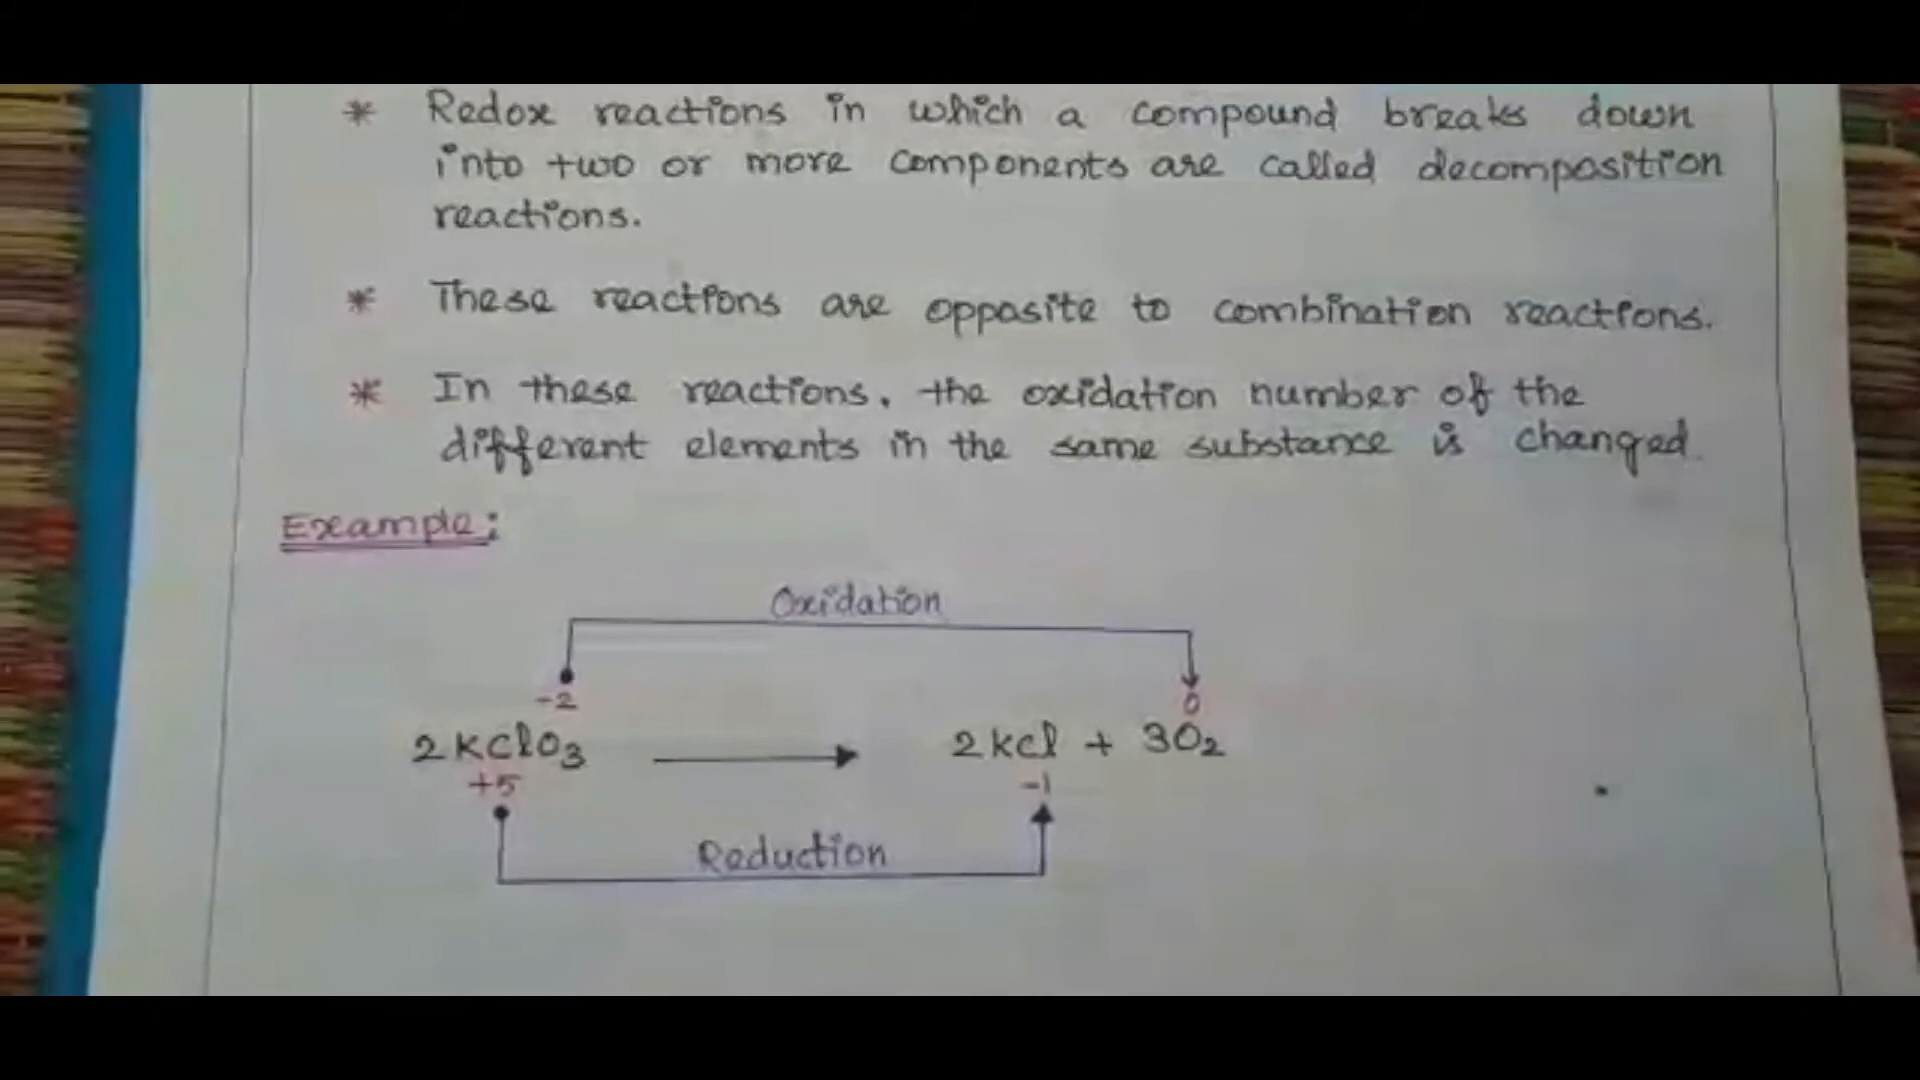 * Redox reactions in which a compound breaks down
into two or more components are called decomposition
reactions.
* These reactions are opposite to combination reactions.
* In these reactions, the oxidation number of the
different elements in the same substance is changed.
Example:
Oxidation
-2 0
2KClO3 → 2KCl + 3O2
+5 -1
Reduction